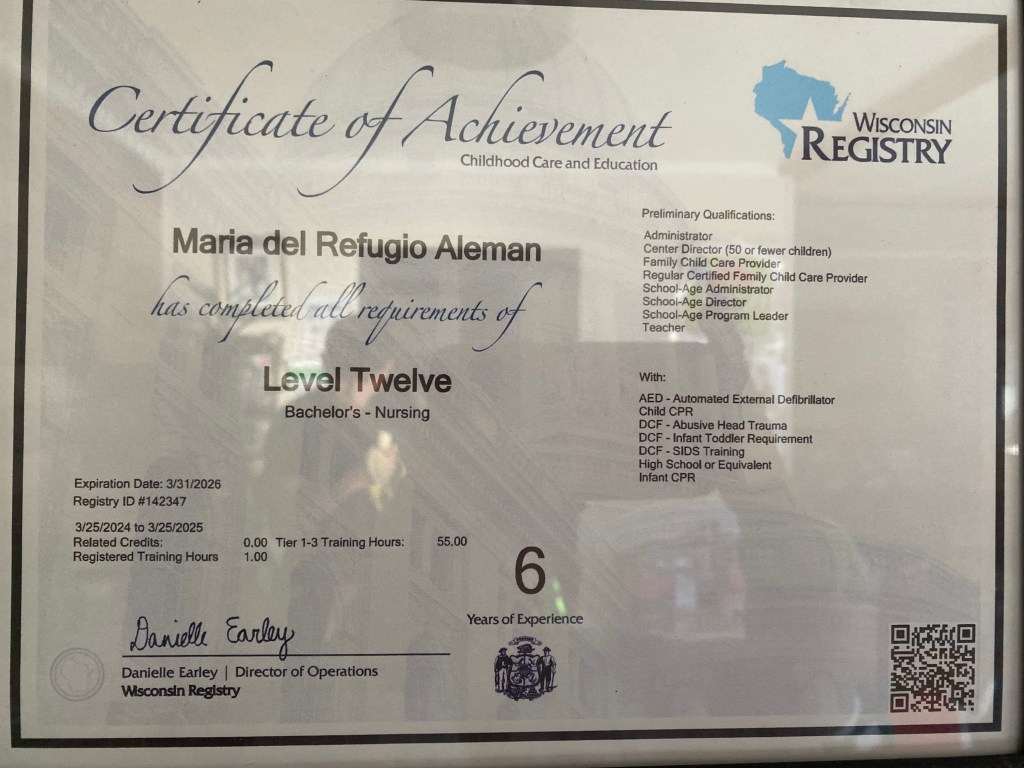 Certificate of Achievement
Childhood Care and Education
WISCONSIN
REGISTRY
Maria del Refugio Aleman
has completed all requirements of
Level Twelve
Bachelor's - Nursing
Preliminary Qualifications:
Administrator
Center Director (50 or fewer children)
Family Child Care Provider
Regular Certified Family Child Care Provider
School-Age Administrator
School-Age Director
School-Age Program Leader
Teacher
With:
AED - Automated External Defibrillator
Child CPR
DCF - Abusive Head Trauma
DCF - Infant Toddler Requirement
DCF - SIDS Training
High School or Equivalent
Infant CPR
Expiration Date: 3/31/2026
Registry ID #142347
3/25/2024 to 3/25/2025
Related Credits: 0.00 Tier 1-3 Training Hours: 55.00
Registered Training Hours 1.00
6
Years of Experience
Danielle Earley
Danielle Earley | Director of Operations
Wisconsin Registry